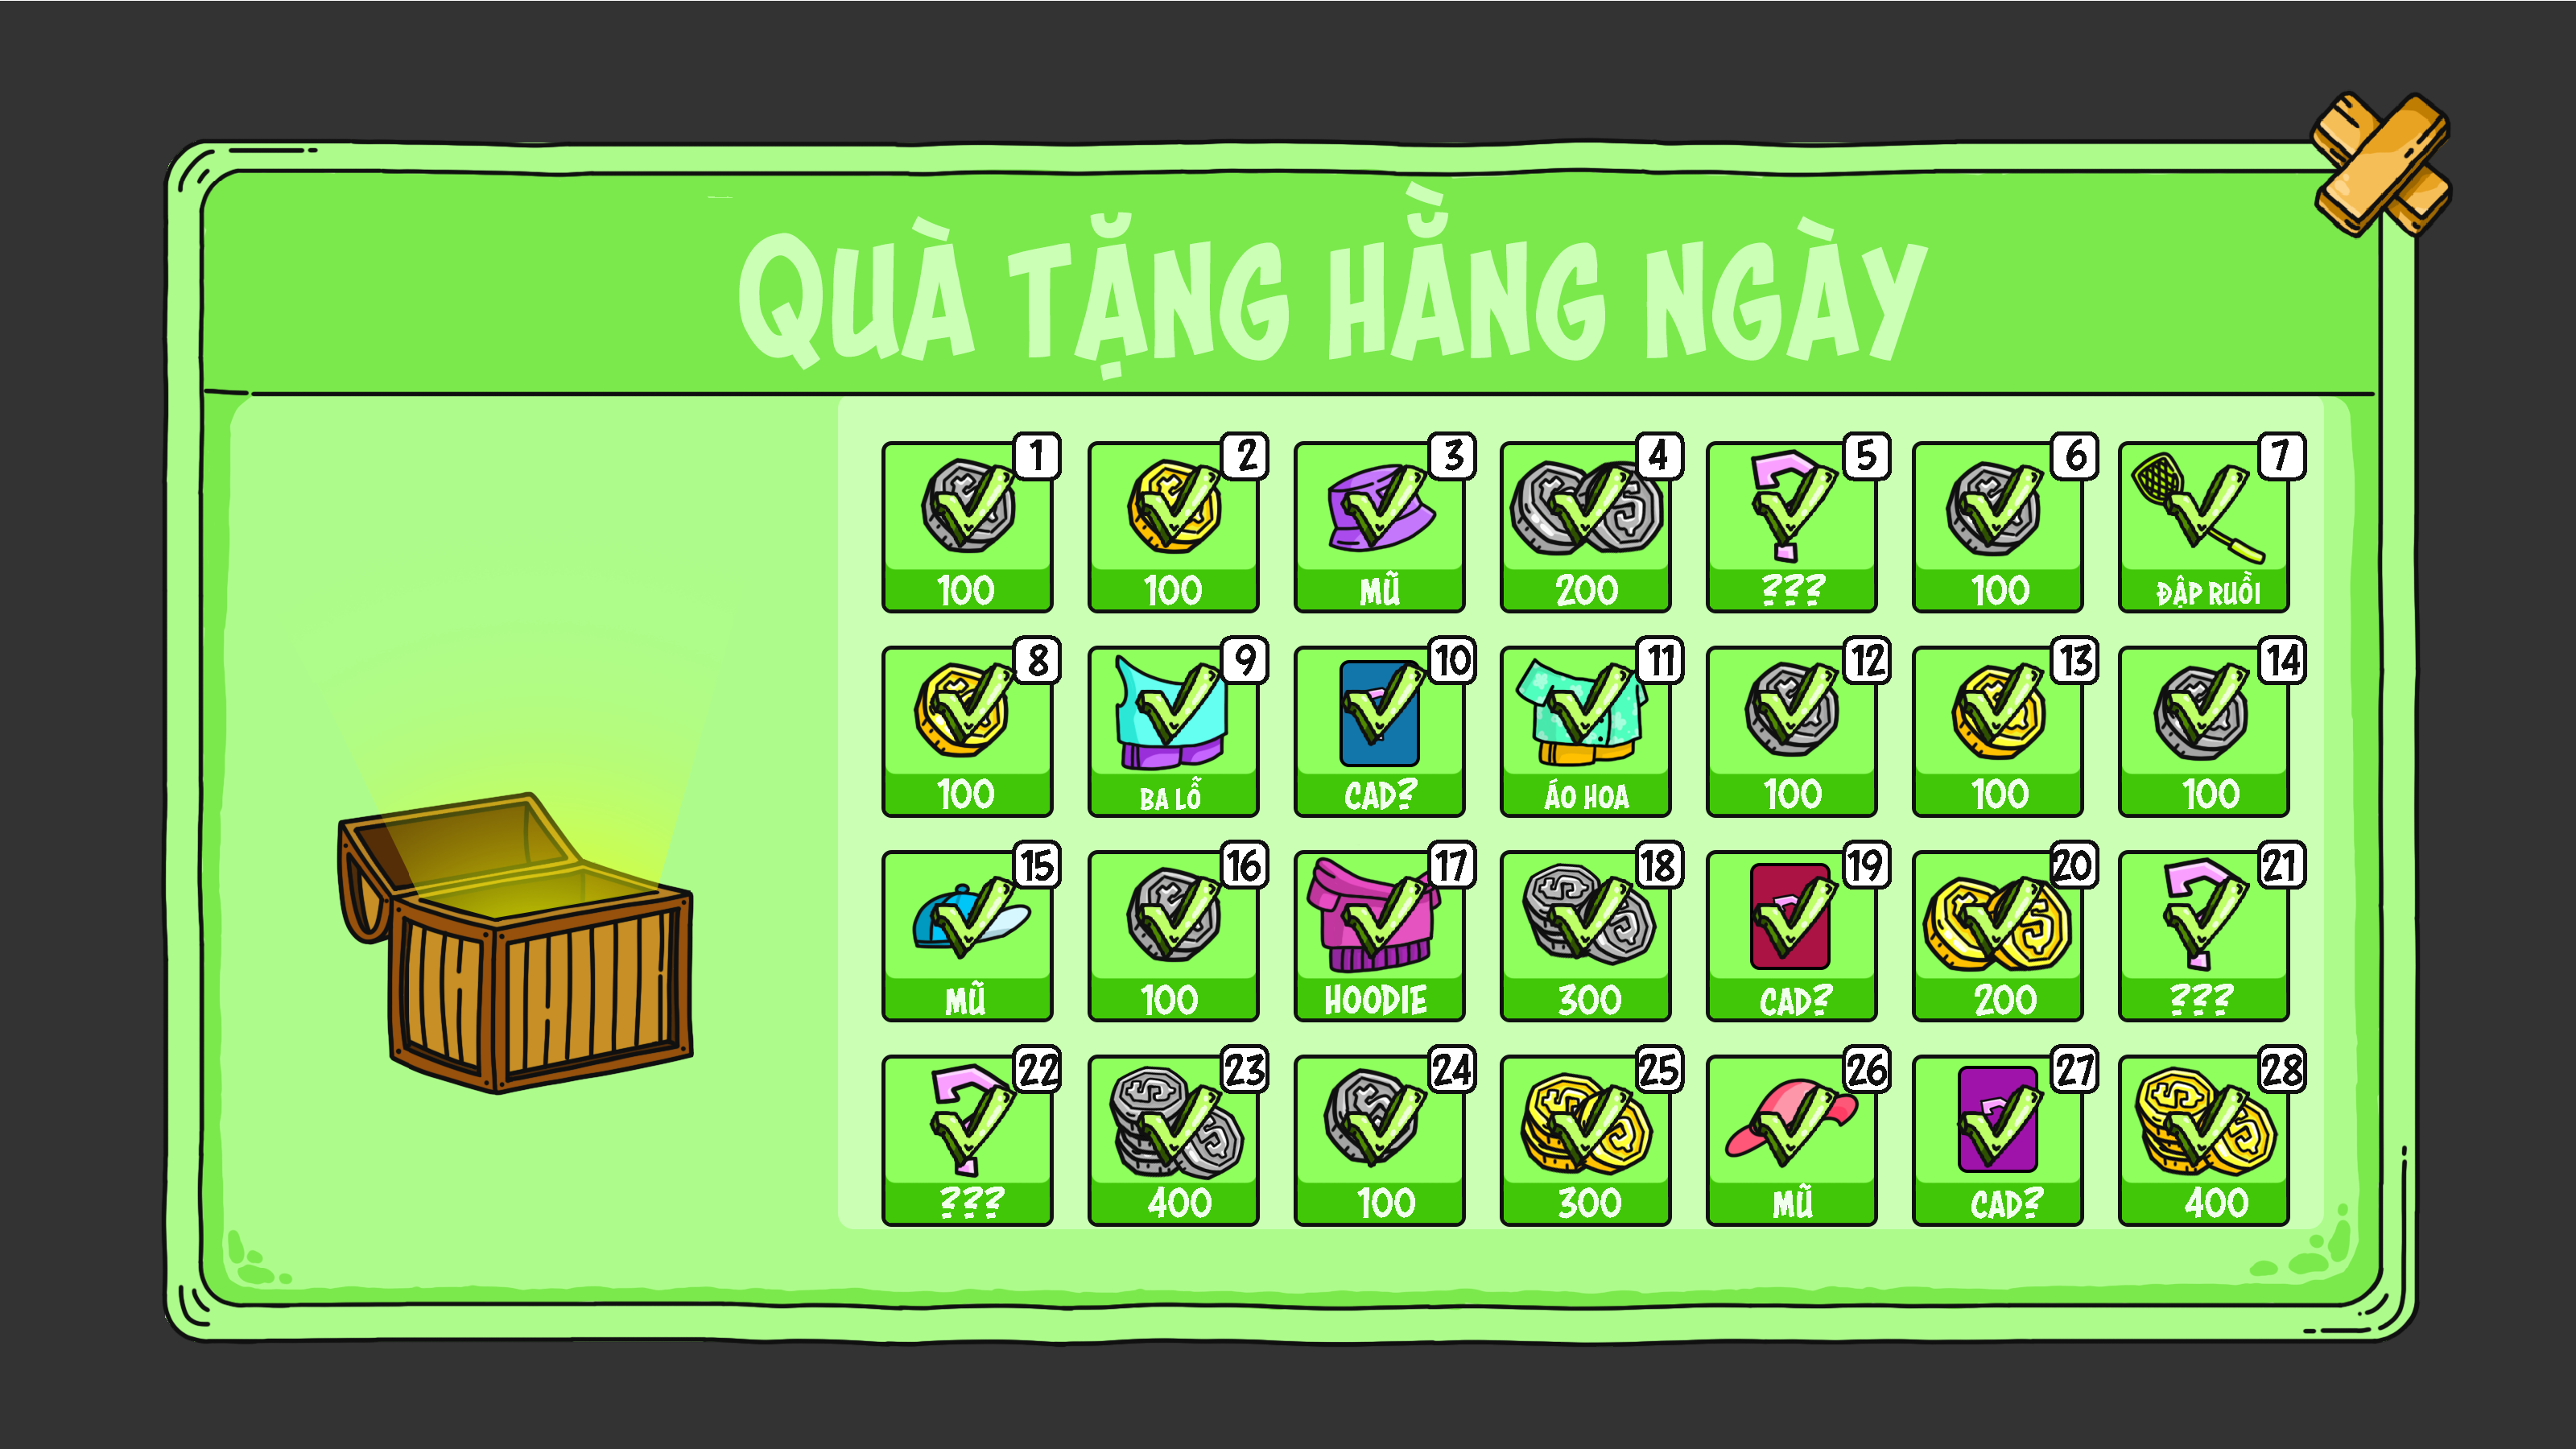 QUÀ TẶNG HẰNG NGÀY
1 2 3 4 5 6 7
100 100 MŨ 200 ??? 100 ĐẬP RUỒI
8 9 10 11 12 13 14
100 BA LỖ CAD? ÁO HOA 100 100 100
15 16 17 18 19 20 21
MŨ 100 HOODIE 300 CAD? 200 ???
22 23 24 25 26 27 28
??? 400 100 300 MŨ CAD? 400